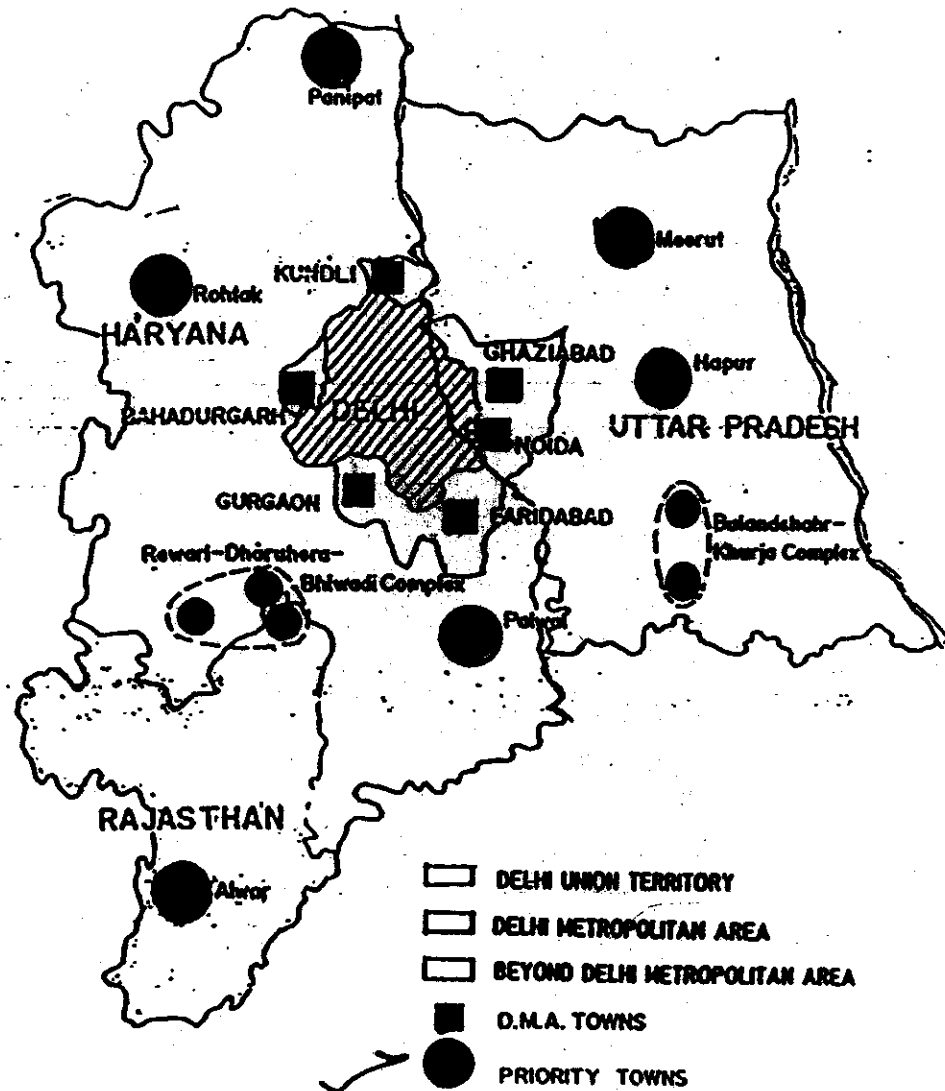 Panipat
Meerut
KUNDLI
Rohtak
HARYANA
GHAZIABAD
Hapur
BAHADURGARH
DELHI
UTTAR PRADESH
NOIDA
GURGAON
FARIDABAD
Bulandshahr-
Khurja Complex
Rewari-Dharuhera-
Bhiwadi Complex
Palwal
RAJASTHAN
Alwar
DELHI UNION TERRITORY
DELHI METROPOLITAN AREA
BEYOND DELHI METROPOLITAN AREA
D.M.A. TOWNS
PRIORITY TOWNS